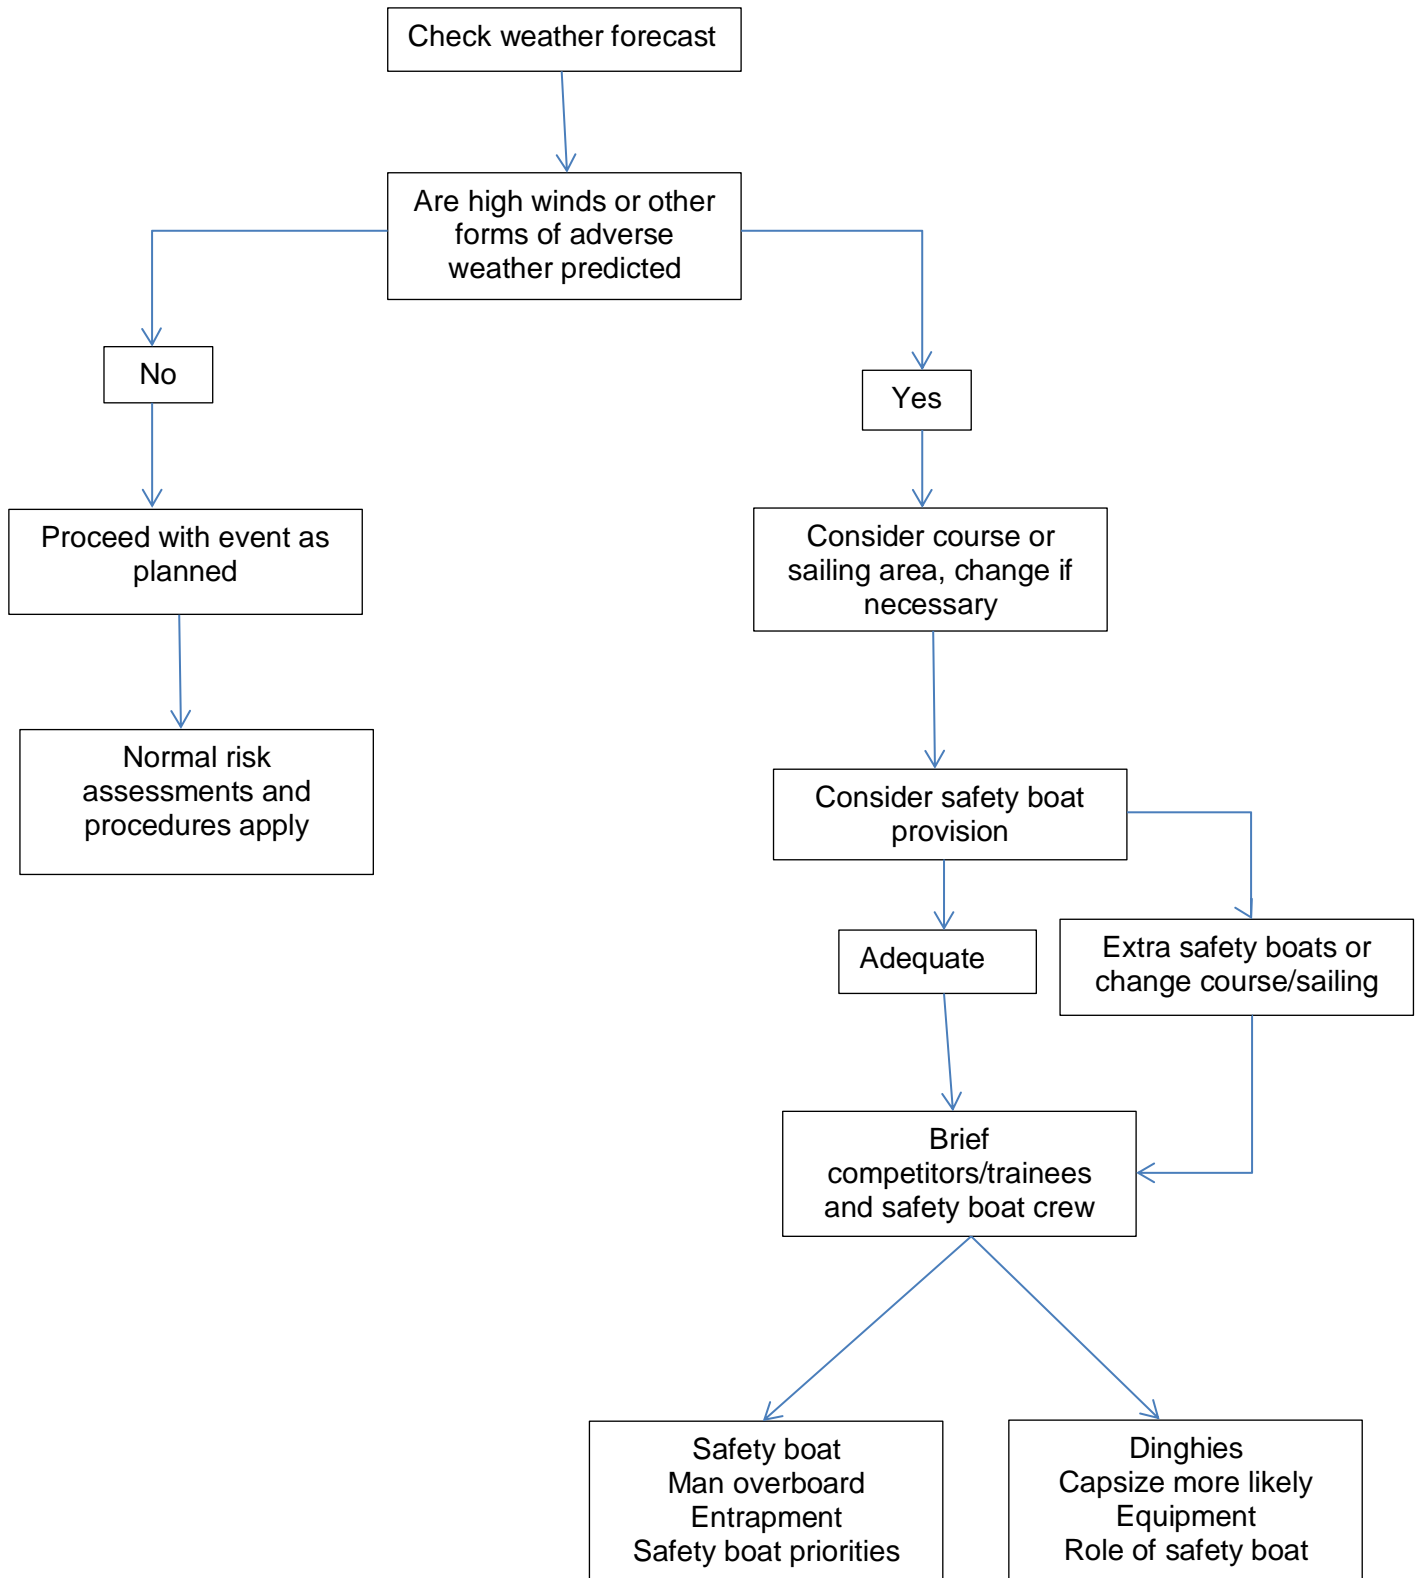 Check weather forecast
Are high winds or other
forms of adverse
weather predicted
No
Yes
Proceed with event as
planned
Consider course or
sailing area, change if
necessary
Normal risk
assessments and
procedures apply
Consider safety boat
provision
Adequate
Extra safety boats or
change course/sailing
Brief
competitors/trainees
and safety boat crew
Safety boat
Man overboard
Entrapment
Safety boat priorities
Dinghies
Capsize more likely
Equipment
Role of safety boat